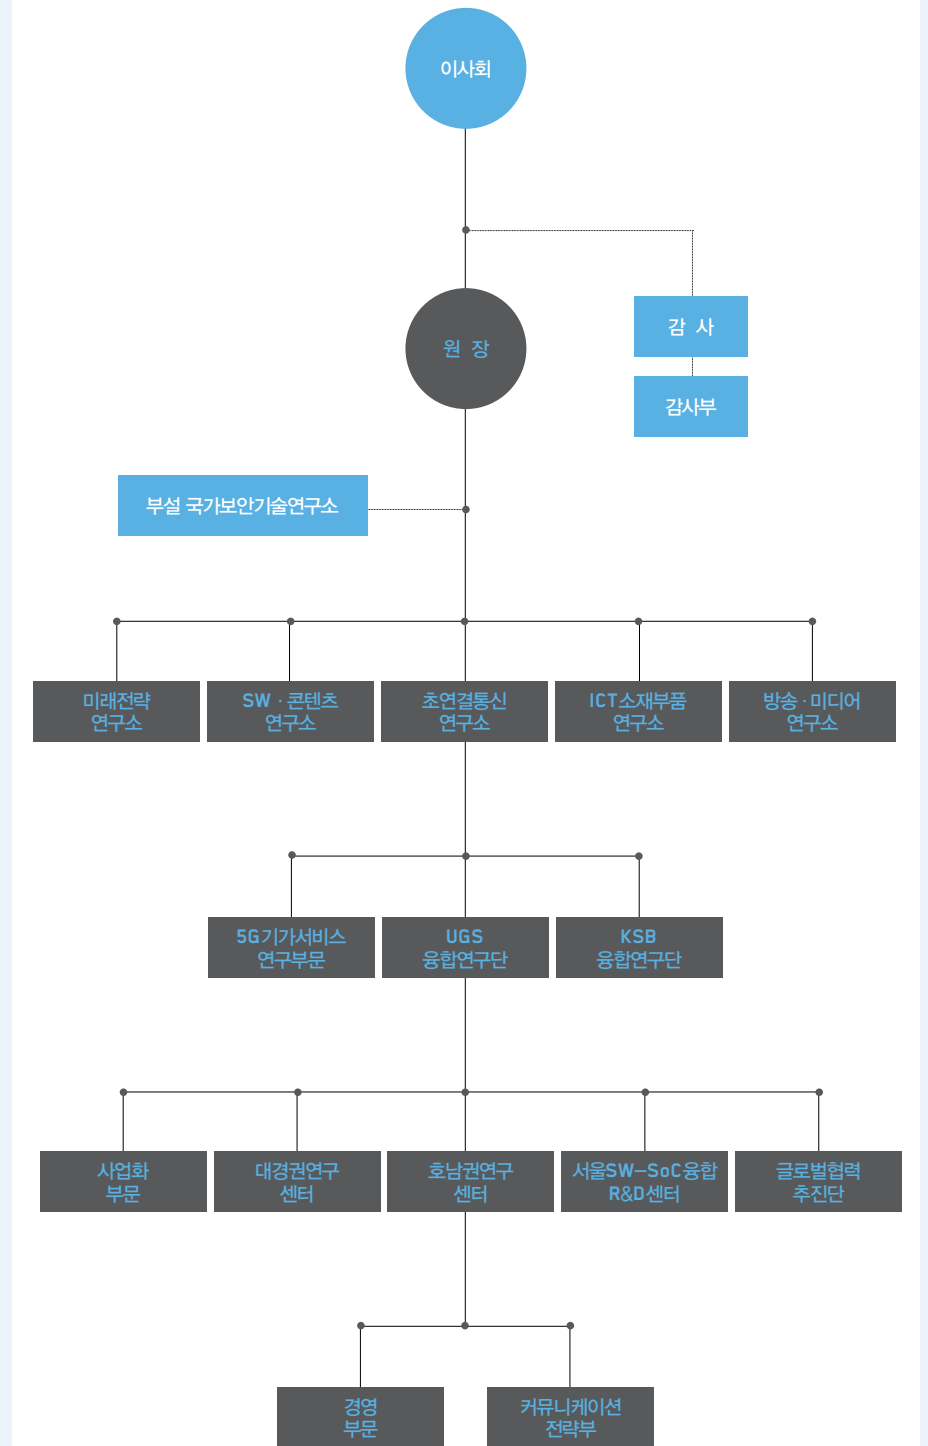 이사회
원 장
감 사
감사부
부설 국가보안기술연구소
미래전략
연구소
SW · 콘텐츠
연구소
초연결통신
연구소
ICT소재부품
연구소
방송 · 미디어
연구소
5G기가서비스
연구부문
UGS
융합연구단
KSB
융합연구단
사업화
부문
대경권연구
센터
호남권연구
센터
서울SW-SoC융합
R&D센터
글로벌협력
추진단
경영
부문
커뮤니케이션
전략부